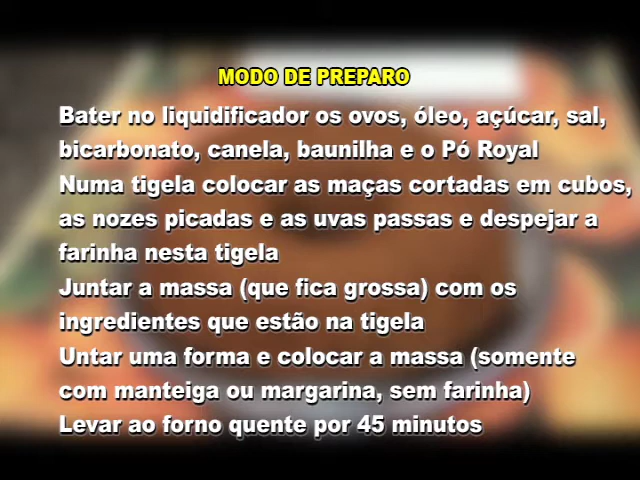 MODO DE PREPARO
Bater no liquidificador os ovos, óleo, açúcar, sal,
bicarbonato, canela, baunilha e o Pó Royal
Numa tigela colocar as maças cortadas em cubos,
as nozes picadas e as uvas passas e despejar a
farinha nesta tigela
Juntar a massa (que fica grossa) com os
ingredientes que estão na tigela
Untar uma forma e colocar a massa (somente
com manteiga ou margarina, sem farinha)
Levar ao forno quente por 45 minutos